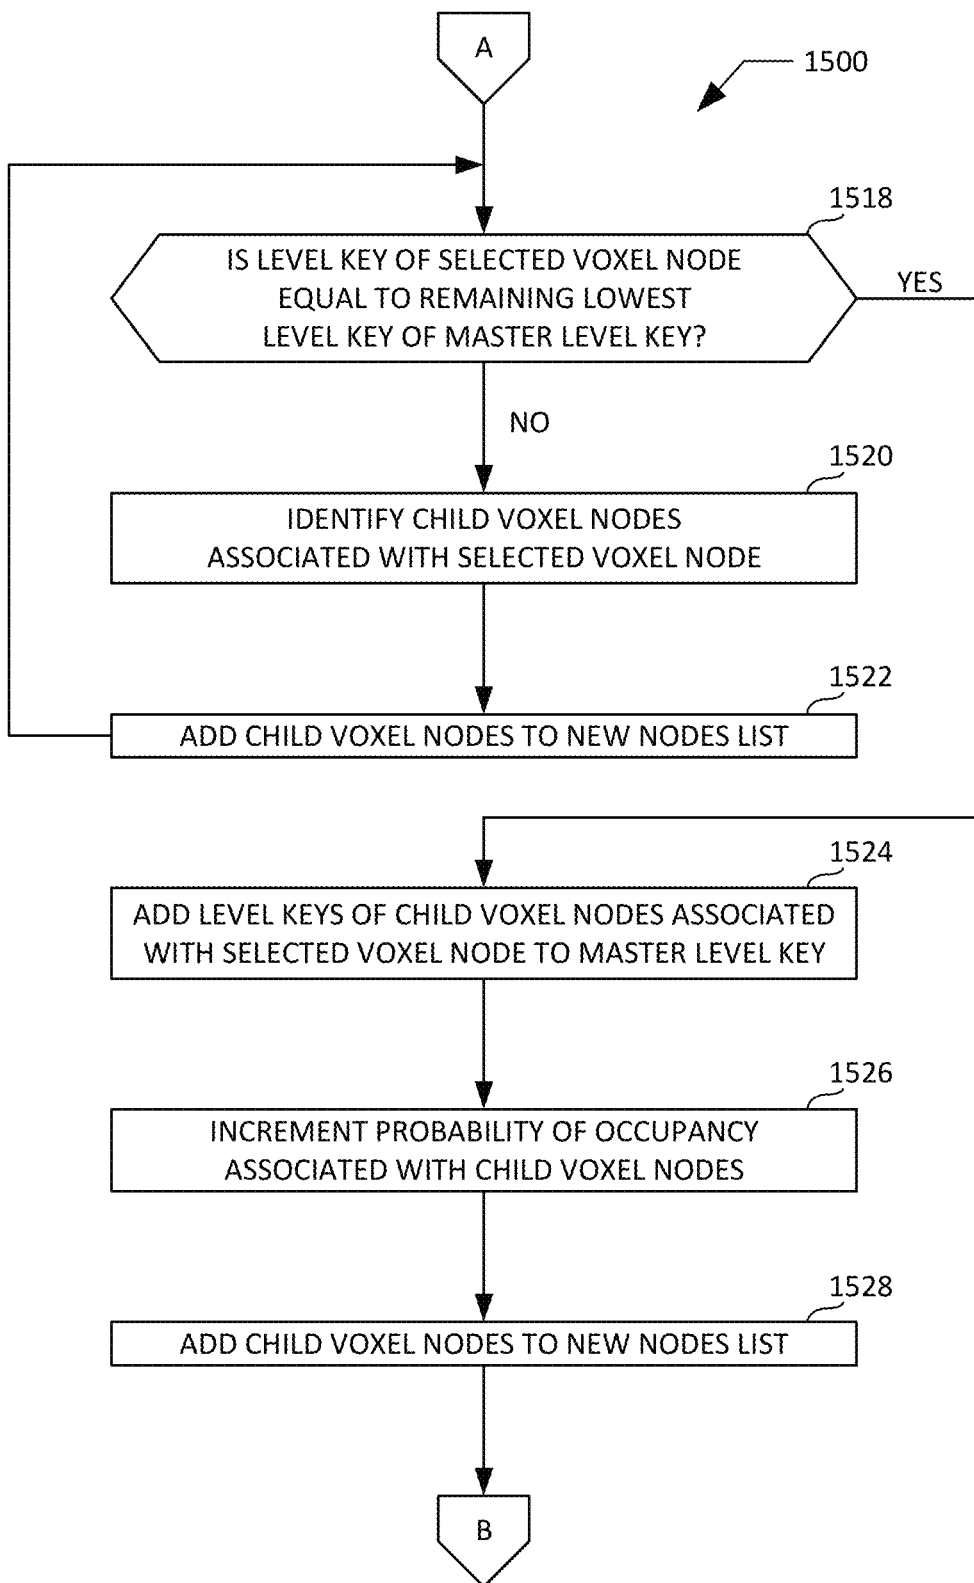 A
1500
1518
IS LEVEL KEY OF SELECTED VOXEL NODE
EQUAL TO REMAINING LOWEST
LEVEL KEY OF MASTER LEVEL KEY?
YES
NO
1520
IDENTIFY CHILD VOXEL NODES
ASSOCIATED WITH SELECTED VOXEL NODE
1522
ADD CHILD VOXEL NODES TO NEW NODES LIST
1524
ADD LEVEL KEYS OF CHILD VOXEL NODES ASSOCIATED
WITH SELECTED VOXEL NODE TO MASTER LEVEL KEY
1526
INCREMENT PROBABILITY OF OCCUPANCY
ASSOCIATED WITH CHILD VOXEL NODES
1528
ADD CHILD VOXEL NODES TO NEW NODES LIST
B